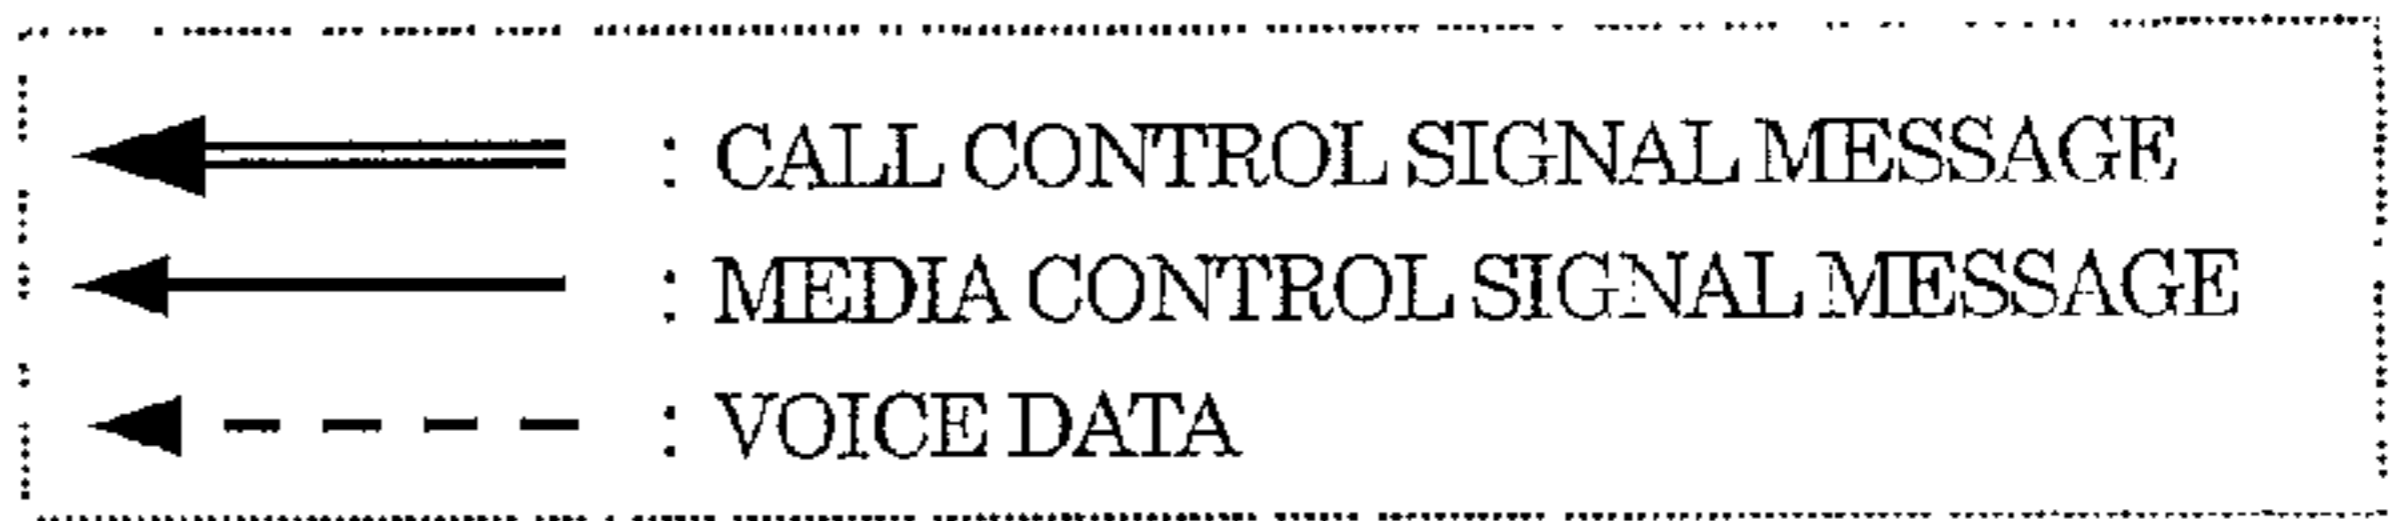 : CALL CONTROL SIGNAL MESSAGE
: MEDIA CONTROL SIGNAL MESSAGE
: VOICE DATA